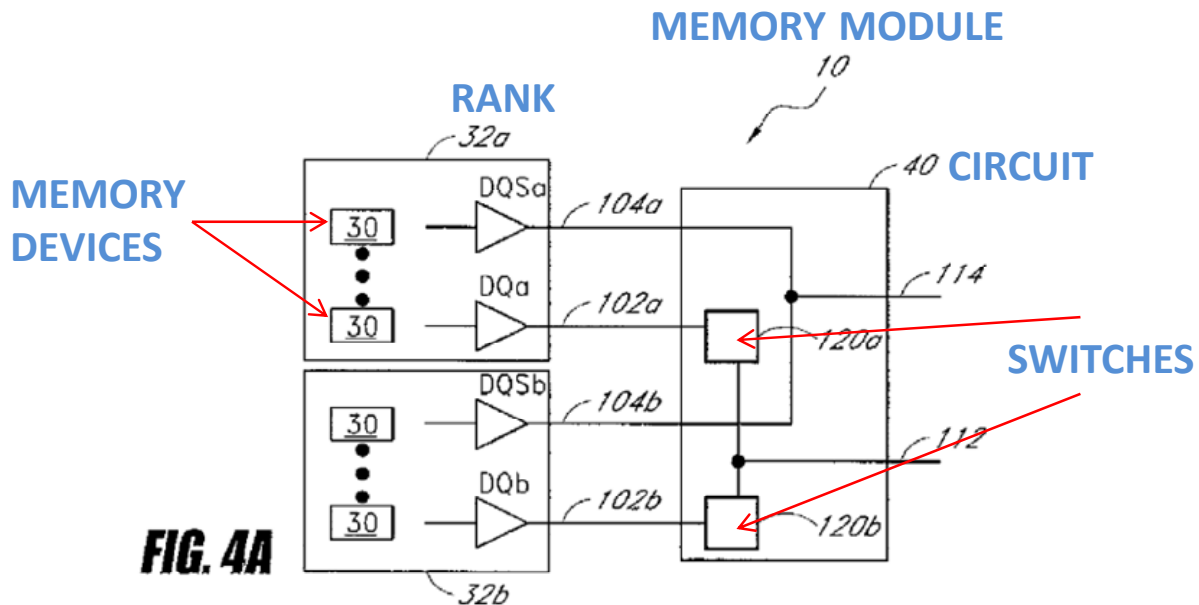 MEMORY MODULE
10
RANK
32a
40 CIRCUIT
MEMORY
DEVICES
30
30
DQSa
104a
DQa
102a
114
120a
SWITCHES
DQSb
104b
30
30
DQb
102b
112
120b
FIG. 4A
32b